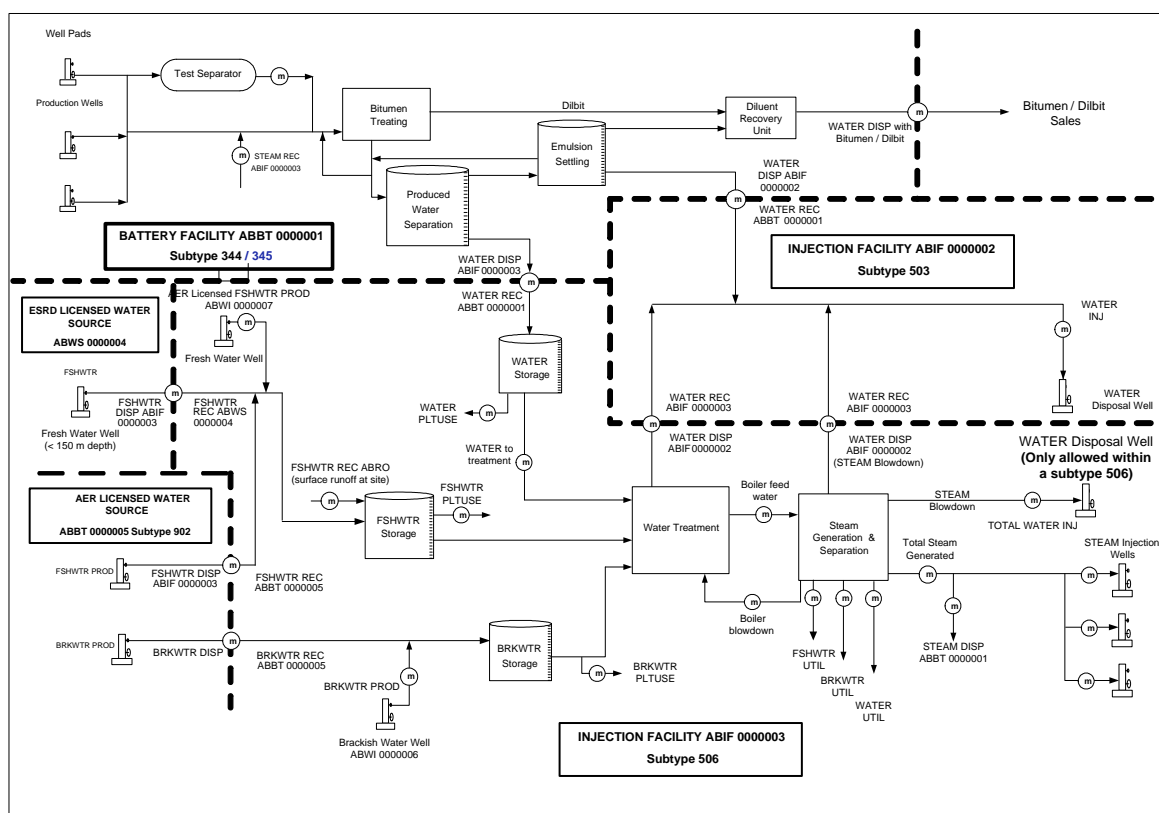 Well Pads
Test Separator
m
Production Wells
m
STEAM REC
ABIF 0000003
Bitumen
Treating
Dilbit
Emulsion
Settling
Diluent
Recovery
Unit
m
WATER DISP with
Bitumen / Dilbit
Bitumen / Dilbit
Sales
Produced
Water
Separation
WATER
DISP ABIF
0000002
m
WATER REC
ABBT 0000001
BATTERY FACILITY ABBT 0000001
Subtype 344 / 345
WATER DISP
ABIF 0000003
m
WATER REC
ABBT 0000001
INJECTION FACILITY ABIF 0000002
Subtype 503
ESRD LICENSED WATER
SOURCE
ABWS 0000004
AER Licensed FSHWTR PROD
ABWI 0000007
m
Fresh Water Well
FSHWTR
m
FSHWTR
DISP ABIF
0000003
FSHWTR
REC ABWS
0000004
Fresh Water Well
(< 150 m depth)
WATER
Storage
WATER
PLTUSE
m
WATER to
treatment
m
WATER
INJ
m
WATER
Disposal Well
WATER REC
ABIF 0000003
m
WATER DISP
ABIF 0000002
WATER REC
ABIF 0000003
m
WATER DISP
ABIF 0000002
(STEAM Blowdown)
WATER Disposal Well
(Only allowed within
a subtype 506)
AER LICENSED WATER
SOURCE
ABBT 0000005 Subtype 902
FSHWTR REC ABRO
(surface runoff at site)
m
FSHWTR
Storage
FSHWTR
PLTUSE
m
Water Treatment
Boiler feed
water
m
Steam
Generation &
Separation
STEAM
Blowdown
m
TOTAL WATER INJ
Total Steam
Generated
m
STEAM Injection
Wells
m
m
m
m
STEAM DISP
ABBT 0000001
FSHWTR PROD
m
FSHWTR DISP
ABIF 0000003
FSHWTR REC
ABBT 0000005
m
Boiler
blowdown
m
m
m
FSHWTR
UTIL
BRKWTR
UTIL
WATER
UTIL
BRKWTR PROD
m
BRKWTR DISP
BRKWTR REC
ABBT 0000005
BRKWTR PROD
m
Brackish Water Well
ABWI 0000006
BRKWTR
Storage
m
BRKWTR
PLTUSE
INJECTION FACILITY ABIF 0000003
Subtype 506